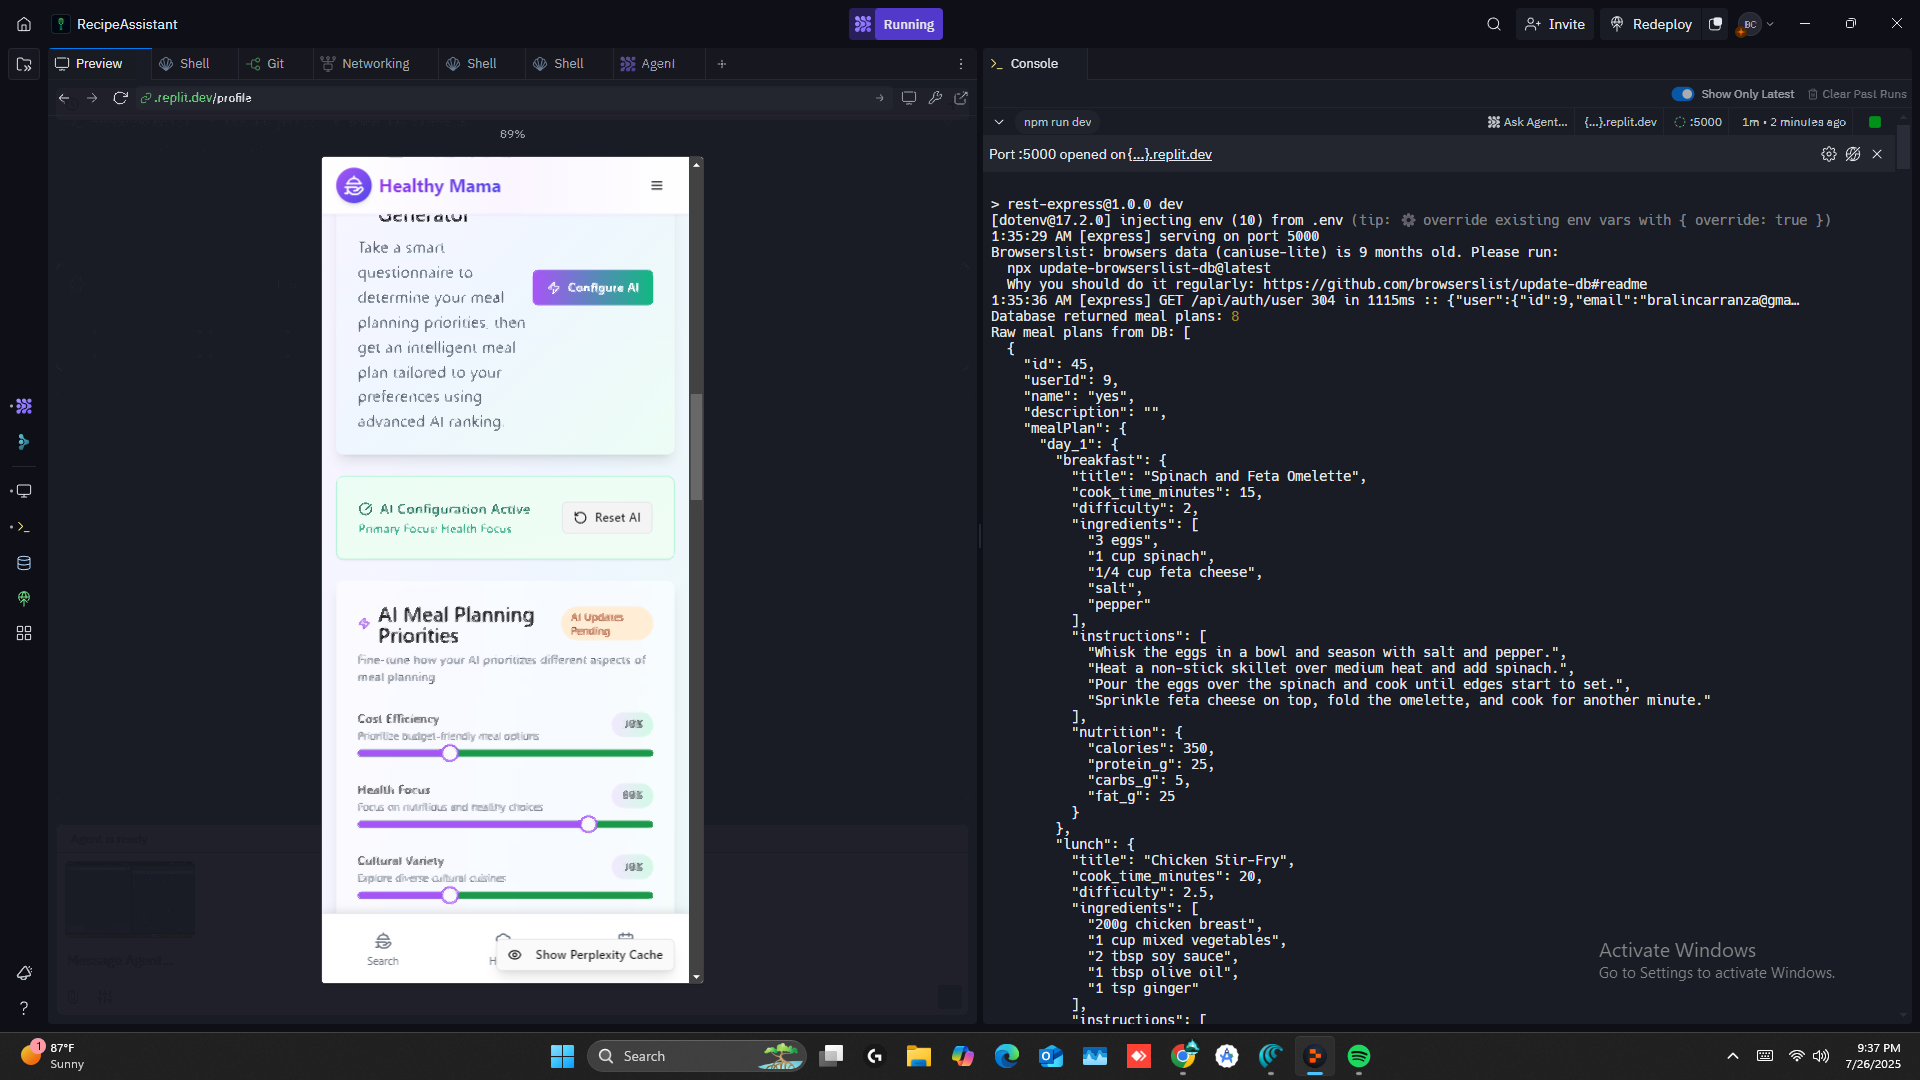 RecipeAssistant
Running
Invite
Redeploy
BC
Preview
Shell
Git
Networking
Shell
Shell
Agent
Console
.replit.dev/profile
Show Only Latest
Clear Past Runs
89%
npm run dev
Ask Agent...
{...}.replit.dev
:5000
1m • 2 minutes ago
Port :5000 opened on {...}.replit.dev
Healthy Mama
Generator
Take a smart
questionnaire to
determine your meal
planning priorities, then
get an intelligent meal
plan tailored to your
preferences using
advanced AI ranking.
Configure AI
AI Configuration Active
Primary Focus: Health Focus
Reset AI
AI Meal Planning
Priorities
AI Updates
Pending
Fine-tune how your AI prioritizes different aspects of
meal planning
Cost Efficiency
Prioritize budget-friendly meal options
Health Focus
Focus on nutritious and healthy choices
Cultural Variety
Explore diverse cultural cuisines
Search
Show Perplexity Cache
> rest-express@1.0.0 dev
[dotenv@17.2.0] injecting env (10) from .env (tip: ⚙️ override existing env vars with { override: true })
1:35:29 AM [express] serving on port 5000
Browserslist: browsers data (caniuse-lite) is 9 months old. Please run:
npx update-browserslist-db@latest
Why you should do it regularly: https://github.com/browserslist/update-db#readme
1:35:36 AM [express] GET /api/auth/user 304 in 1115ms :: {"user":{"id":9,"email":"bralincarranza@gma…
Database returned meal plans: 8
Raw meal plans from DB: [
{
"id": 45,
"userId": 9,
"name": "yes",
"description": "",
"mealPlan": {
"day_1": {
"breakfast": {
"title": "Spinach and Feta Omelette",
"cook_time_minutes": 15,
"difficulty": 2,
"ingredients": [
"3 eggs",
"1 cup spinach",
"1/4 cup feta cheese",
"salt",
"pepper"
],
"instructions": [
"Whisk the eggs in a bowl and season with salt and pepper.",
"Heat a non-stick skillet over medium heat and add spinach.",
"Pour the eggs over the spinach and cook until edges start to set.",
"Sprinkle feta cheese on top, fold the omelette, and cook for another minute."
],
"nutrition": {
"calories": 350,
"protein_g": 25,
"carbs_g": 5,
"fat_g": 25
}
},
"lunch": {
"title": "Chicken Stir-Fry",
"cook_time_minutes": 20,
"difficulty": 2.5,
"ingredients": [
"200g chicken breast",
"1 cup mixed vegetables",
"2 tbsp soy sauce",
"1 tbsp olive oil",
"1 tsp ginger"
],
"instructions": [
Activate Windows
Go to Settings to activate Windows.
1
87°F
Sunny
Search
9:37 PM
7/26/2025